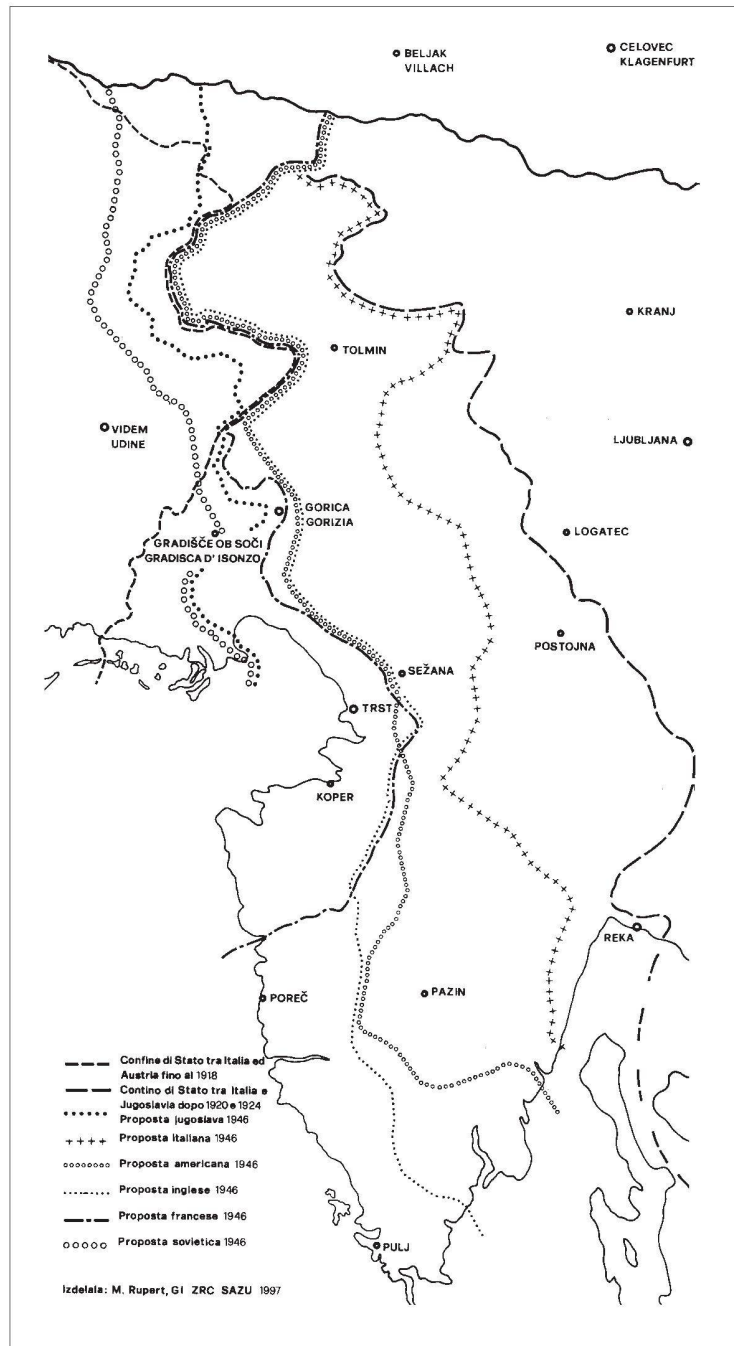 BELJAK
VILLACH
CELOVEC
KLAGENFURT
KRANJ
TOLMIN
VIDEM
UDINE
LJUBLJANA
GORICA
GORIZIA
LOGATEC
GRADIŠČE OB SOČI
GRADISCA D' ISONZO
POSTOJNA
SEŽANA
TRST
KOPER
REKA
POREČ
PAZIN
Confine di Stato tra Italia ed
Austria fino al 1918
Contino di Stato tra Italia e
Jugoslavia dopo 1920 e 1924
Proposta jugoslava 1946
Proposta italiana 1946
Proposta americana 1946
Proposta inglese 1946
Proposta francese 1946
Proposta sovietica 1946
PULJ
Izdelala: M. Rupert, GI ZRC SAZU 1997